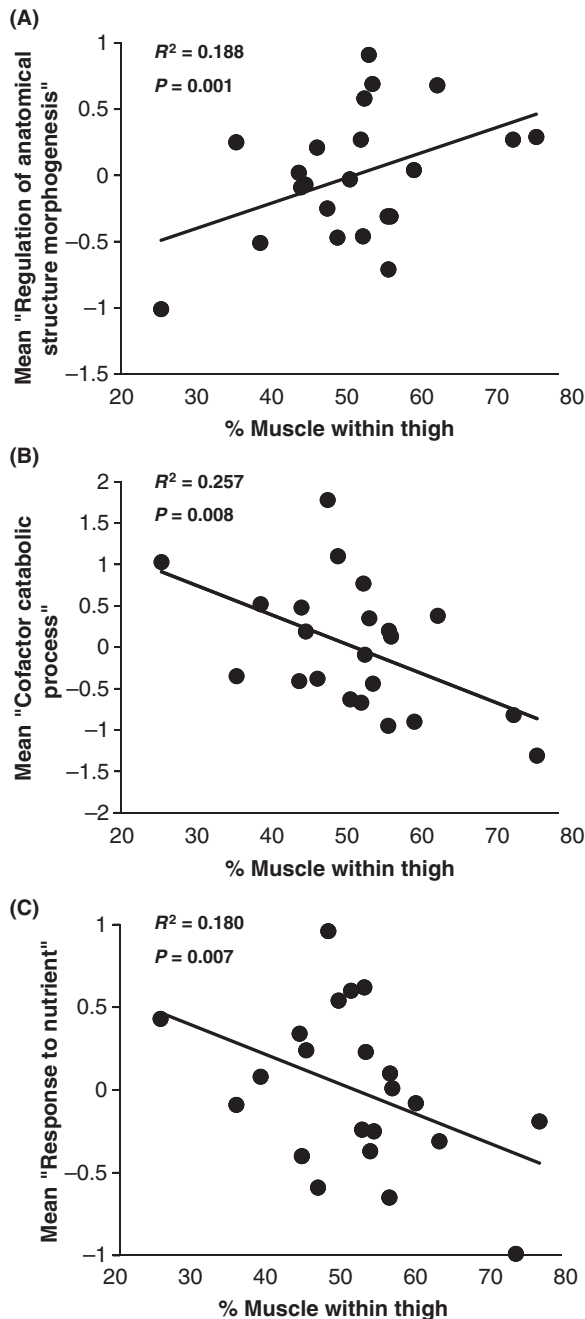 (A)
R² = 0.188
P = 0.001
Mean "Regulation of anatomical
structure morphogenesis"
1
0.5
0
–0.5
–1
–1.5
20 30 40 50 60 70 80
% Muscle within thigh
(B)
R² = 0.257
P = 0.008
Mean "Cofactor catabolic
process"
2
1.5
1
0.5
0
–0.5
–1
–1.5
–2
20 30 40 50 60 70 80
% Muscle within thigh
(C)
R² = 0.180
P = 0.007
Mean "Response to nutrient"
1
0.5
0
–0.5
–1
20 30 40 50 60 70 80
% Muscle within thigh